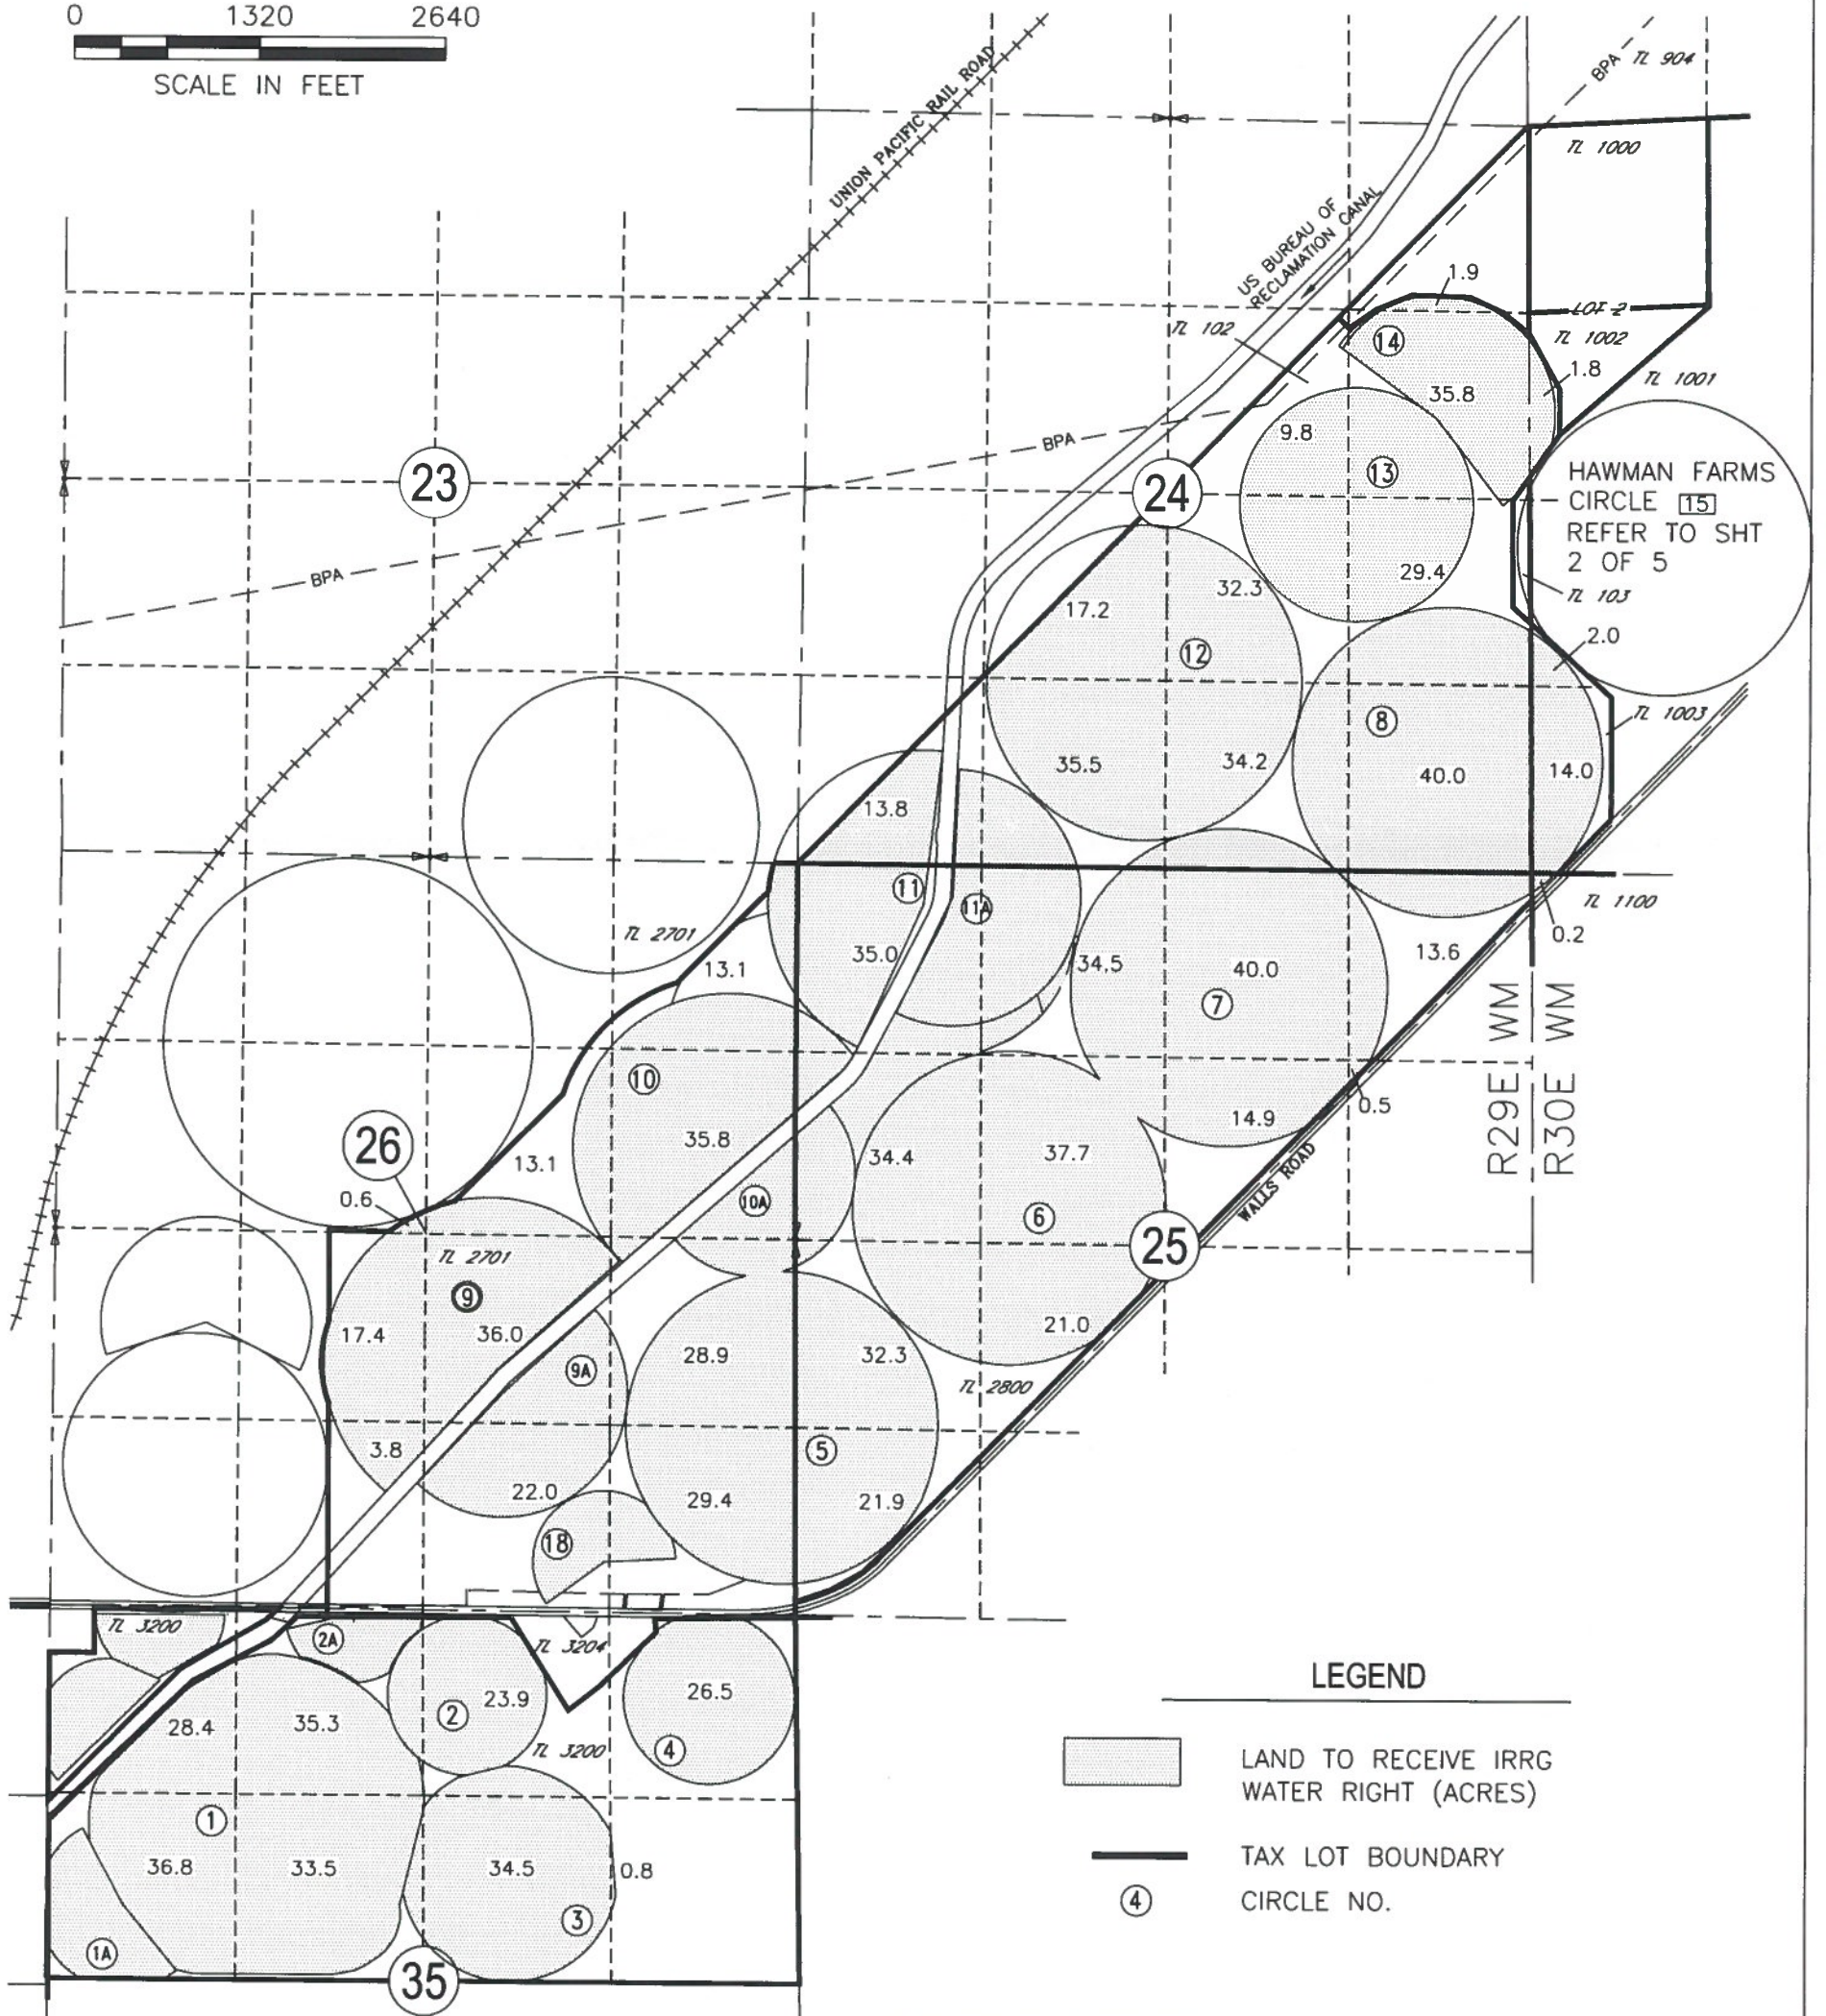 0 1320 2640
SCALE IN FEET
UNION PACIFIC RAIL ROAD
BPA
TL 904
TL 1000
US BUREAU OF
RECLAMATION CANAL
1.9
LOT 2
TL 102
14
TL 1002
1.8
TL 1001
35.8
9.8
BPA
23
13
HAWMAN FARMS
CIRCLE 15
REFER TO SHT
2 OF 5
24
BPA
32.3
29.4
17.2
TL 103
2.0
12
8
TL 1003
35.5
34.2
40.0
14.0
13.8
11
11A
TL 1100
0.2
TL 2701
13.1
35.0
34.5
40.0
13.6
7
R29E WM
R30E WM
10
0.5
14.9
26
35.8
34.4
37.7
13.1
WALLS ROAD
0.6
10A
6
25
TL 2701
9
17.4
36.0
21.0
28.9
32.3
9A
TL 2800
3.8
5
22.0
29.4
21.9
18
TL 3200
2A
TL 3204
26.5
23.9
2
28.4
35.3
4
TL 3200
1
36.8
33.5
34.5
0.8
3
1A
35
LEGEND
LAND TO RECEIVE IRRG
WATER RIGHT (ACRES)
TAX LOT BOUNDARY
4 CIRCLE NO.